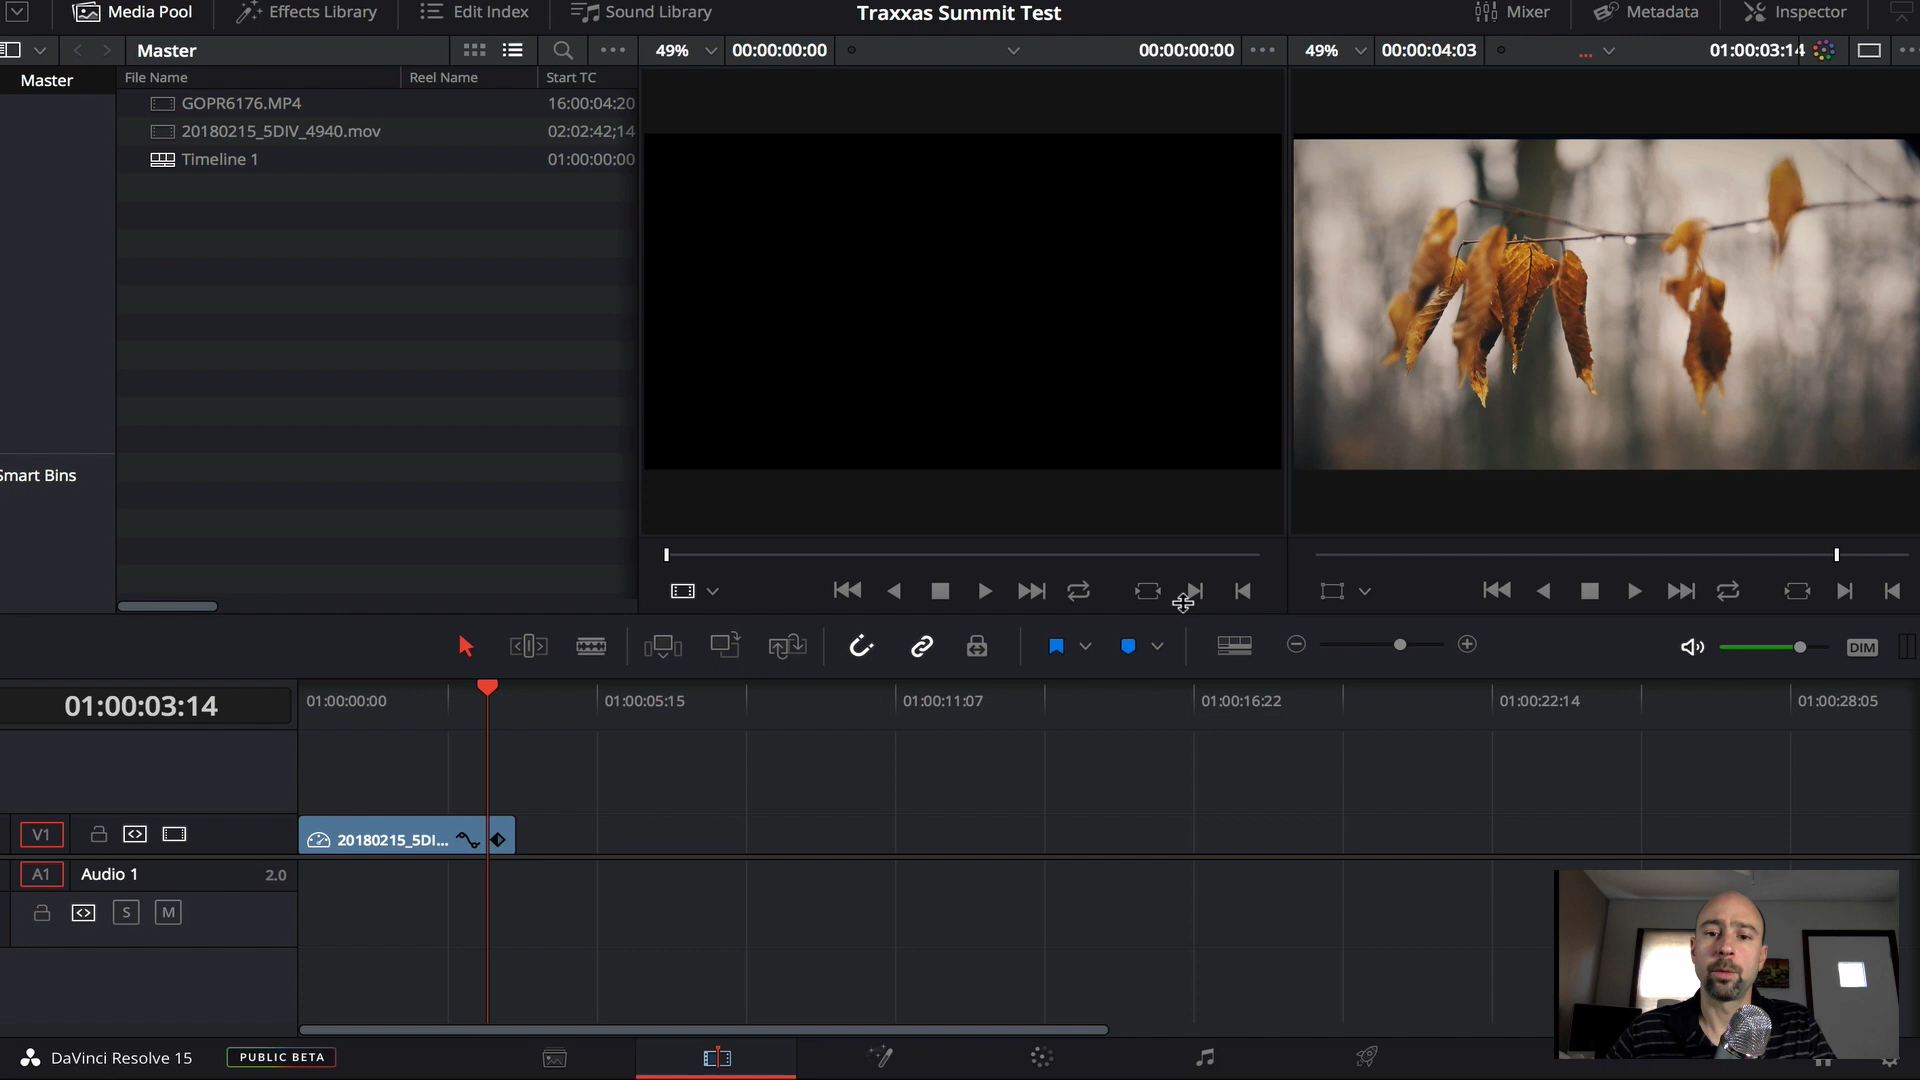 Media Pool
Effects Library
Edit Index
Sound Library
Traxxas Summit Test
Mixer
Metadata
Inspector
Master
49%
00:00:00:00
00:00:00:00
49%
00:00:04:03
01:00:03:14
Master
File Name
Reel Name
Start TC
GOPR6176.MP4
16:00:04:20
20180215_5DIV_4940.mov
02:02:42;14
Timeline 1
01:00:00:00
Smart Bins
DIM
01:00:03:14
01:00:00:00
01:00:05:15
01:00:11:07
01:00:16:22
01:00:22:14
01:00:28:05
V1
20180215_5DI...
A1
Audio 1
2.0
S
M
DaVinci Resolve 15
PUBLIC BETA